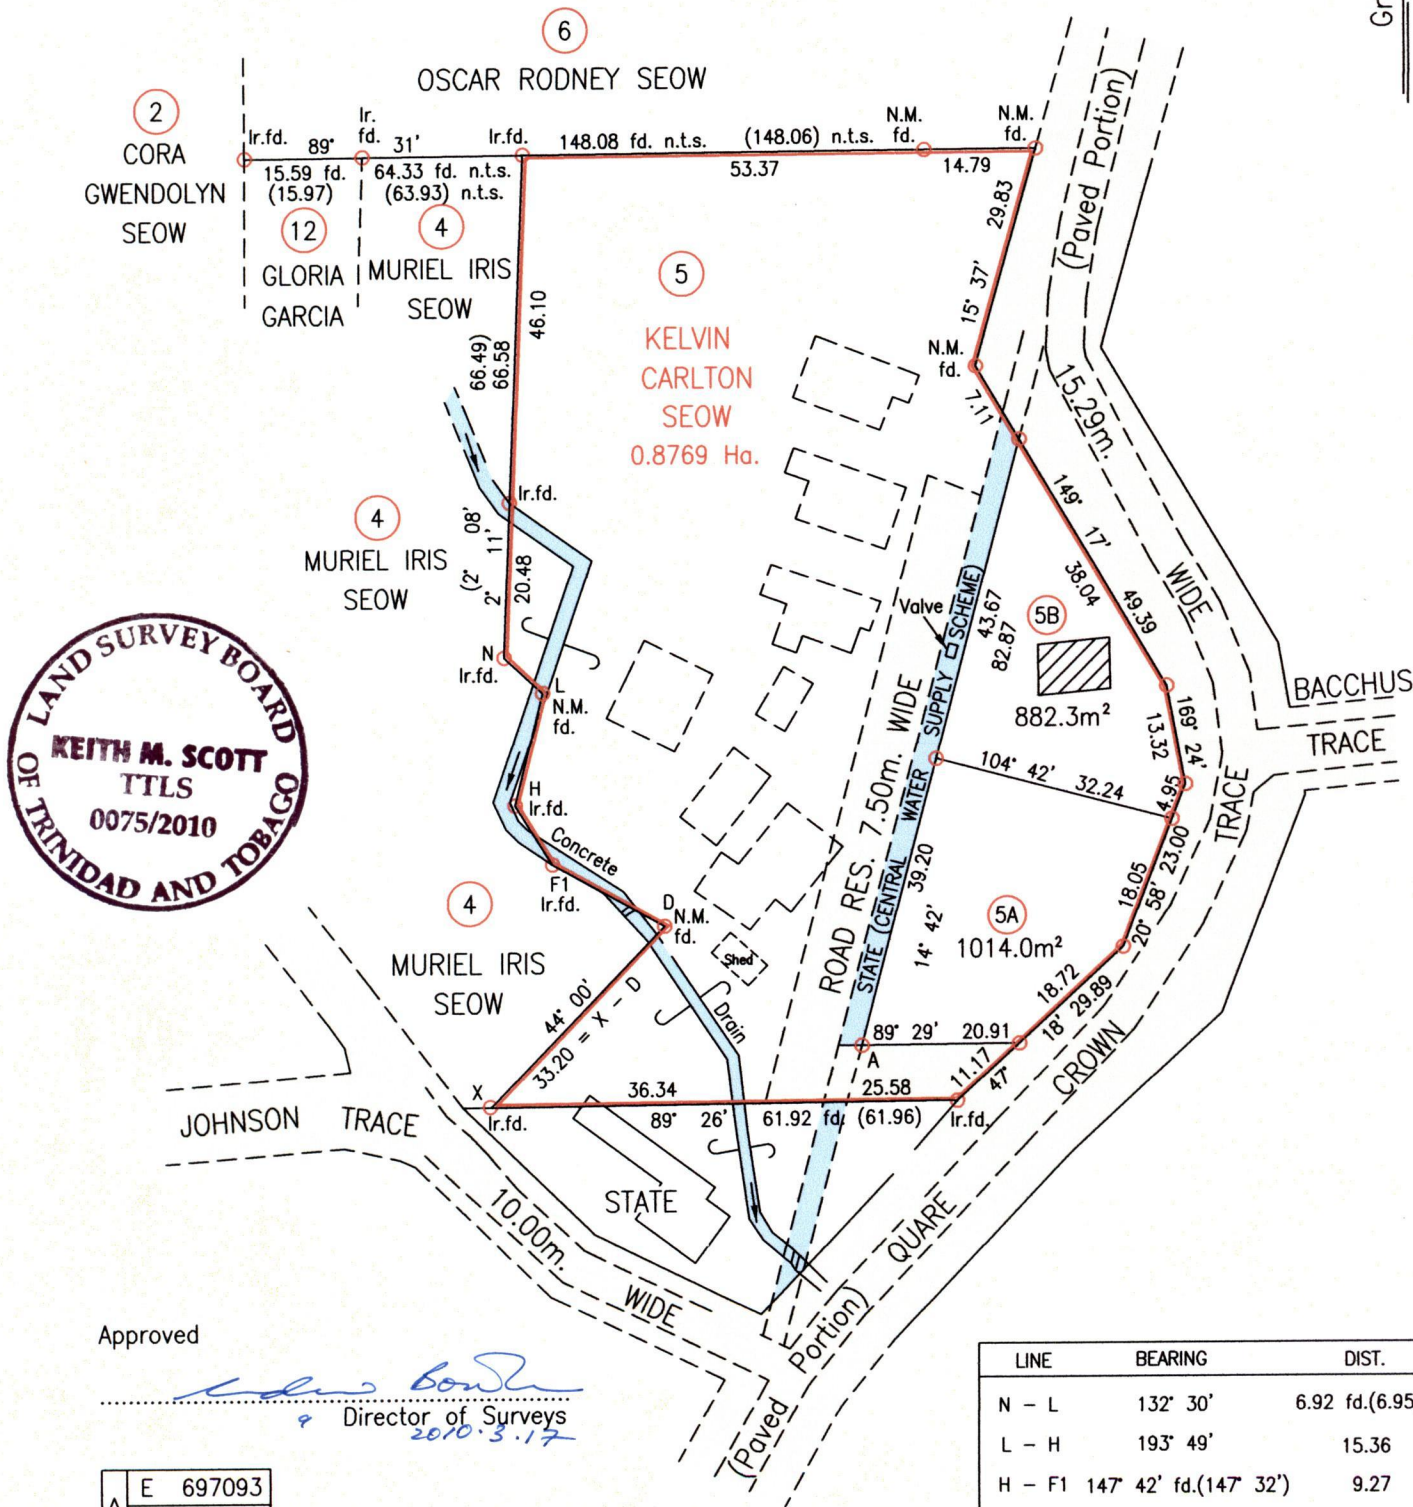 Gr
6
OSCAR RODNEY SEOW
2
CORA
GWENDOLYN
SEOW
Ir.fd.
89°
Ir.
fd.
31'
Ir.fd.
148.08 fd. n.t.s.
(148.06) n.t.s.
N.M.
fd.
N.M.
fd.
15.59 fd.
(15.97)
64.33 fd. n.t.s.
(63.93) n.t.s.
53.37
14.79
12
GLORIA
GARCIA
4
MURIEL IRIS
SEOW
5
KELVIN
CARLTON
SEOW
0.8769 Ha.
29.83
15° 37'
(Paved Portion)
66.49)
66.58
46.10
N.M.
fd.
7.11
15.29m.
WIDE
TRACE
4
MURIEL IRIS
SEOW
Ir.fd.
(2° 08'
2° 11'
20.48
149° 17'
38.04
49.39
Valve
43.67
82.87
5B
882.3m²
N
Ir.fd.
L
N.M.
fd.
BACCHUS
TRACE
169° 24'
13.32
104° 42'
32.24
4.95
H
Ir.fd.
Concrete
F1
Ir.fd.
D
N.M.
fd.
Shed
Drain
ROAD RES. 7.50m. WIDE
STATE (CENTRAL WATER SUPPLY SCHEME)
39.20
14° 42'
5A
1014.0m²
18.05
20° 58' 23.00
18.72
18' 29.89
CROWN
LAND SURVEY BOARD
OF TRINIDAD AND TOBAGO
KEITH M. SCOTT
TTLS
0075/2010
4
MURIEL IRIS
SEOW
44° 00'
33.20 = X - D
89° 29'
20.91
A
11.17
47°
X
Ir.fd.
36.34
25.58
89° 26'
61.92 fd. (61.96)
Ir.fd.
JOHNSON TRACE
STATE
10.00m.
WIDE
QUARE
(Paved Portion)
Approved
Director of Surveys
2010.3.17
A
E 697093
LINE BEARING DIST.
N - L 132° 30' 6.92 fd.(6.95
L - H 193° 49' 15.36
H - F1 147° 42' fd.(147° 32') 9.27